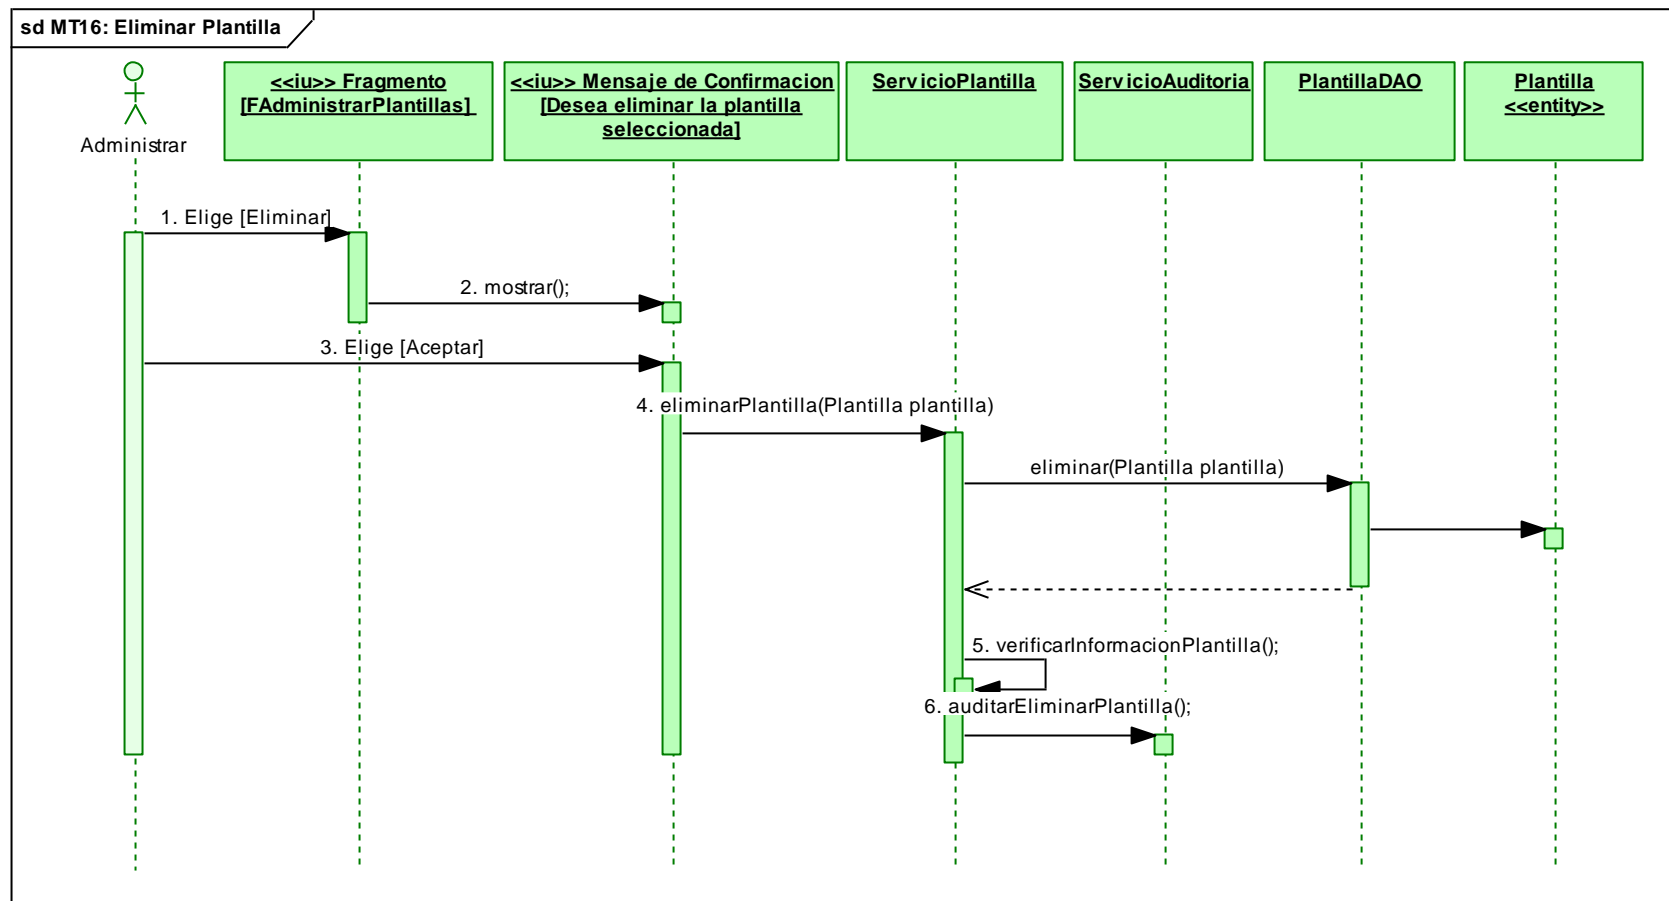 sd MT16: Eliminar Plantilla
Administrar
<<iu>> Fragmento
[FAdministrarPlantillas]
<<iu>> Mensaje de Confirmacion
[Desea eliminar la plantilla
seleccionada]
ServicioPlantilla
ServicioAuditoria
PlantillaDAO
Plantilla
<<entity>>
1. Elige [Eliminar]
2. mostrar();
3. Elige [Aceptar]
4. eliminarPlantilla(Plantilla plantilla)
eliminar(Plantilla plantilla)
5. verificarInformacionPlantilla();
6. auditarEliminarPlantilla();